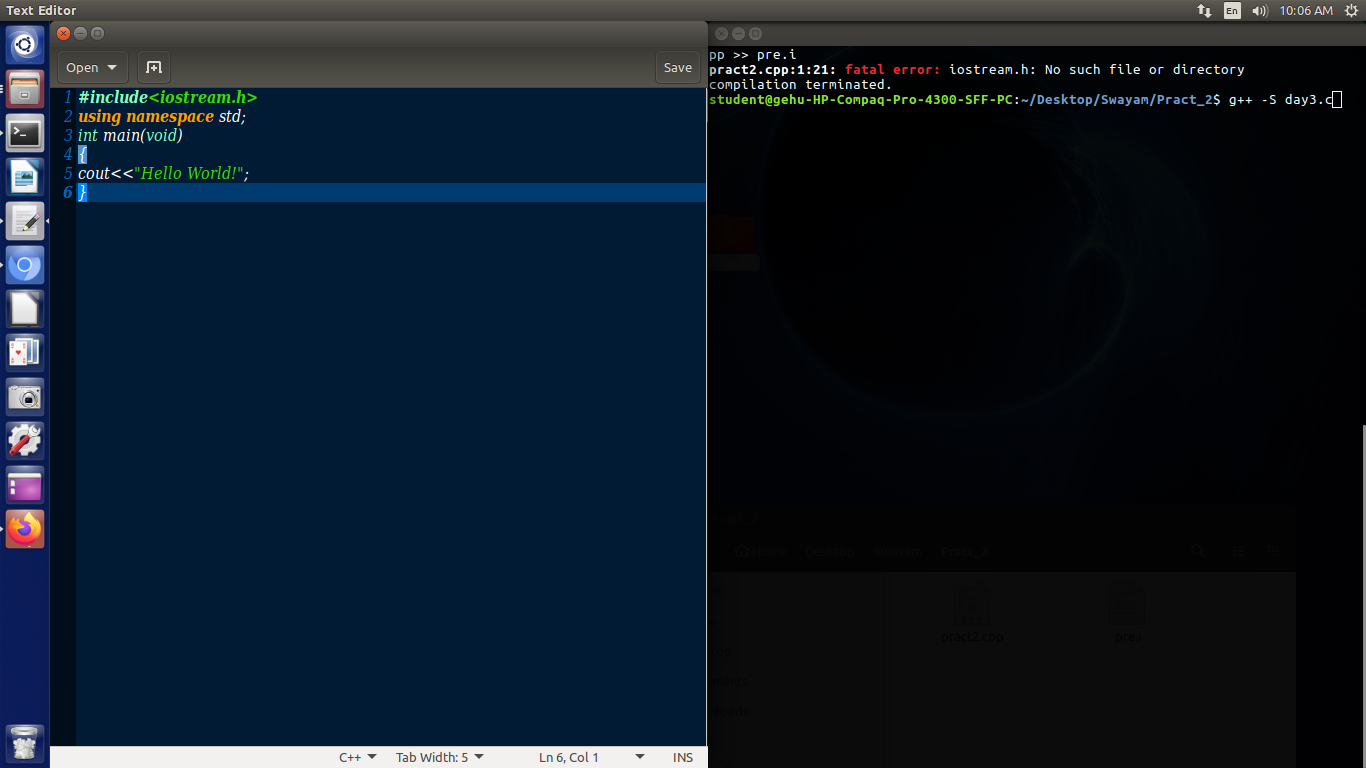 Text Editor
En
10:06 AM
Open
Save
1 #include<iostream.h>
2 using namespace std;
3 int main(void)
4 {
5 cout<<"Hello World!";
6 }
C++
Tab Width: 5
Ln 6, Col 1
INS
pp >> pre.i
pract2.cpp:1:21: fatal error: iostream.h: No such file or directory
compilation terminated.
student@gehu-HP-Compaq-Pro-4300-SFF-PC:~/Desktop/Swayam/Pract_2$ g++ -S day3.c
Home Desktop Swayam Pract_2
pract2.cpp
pre.i